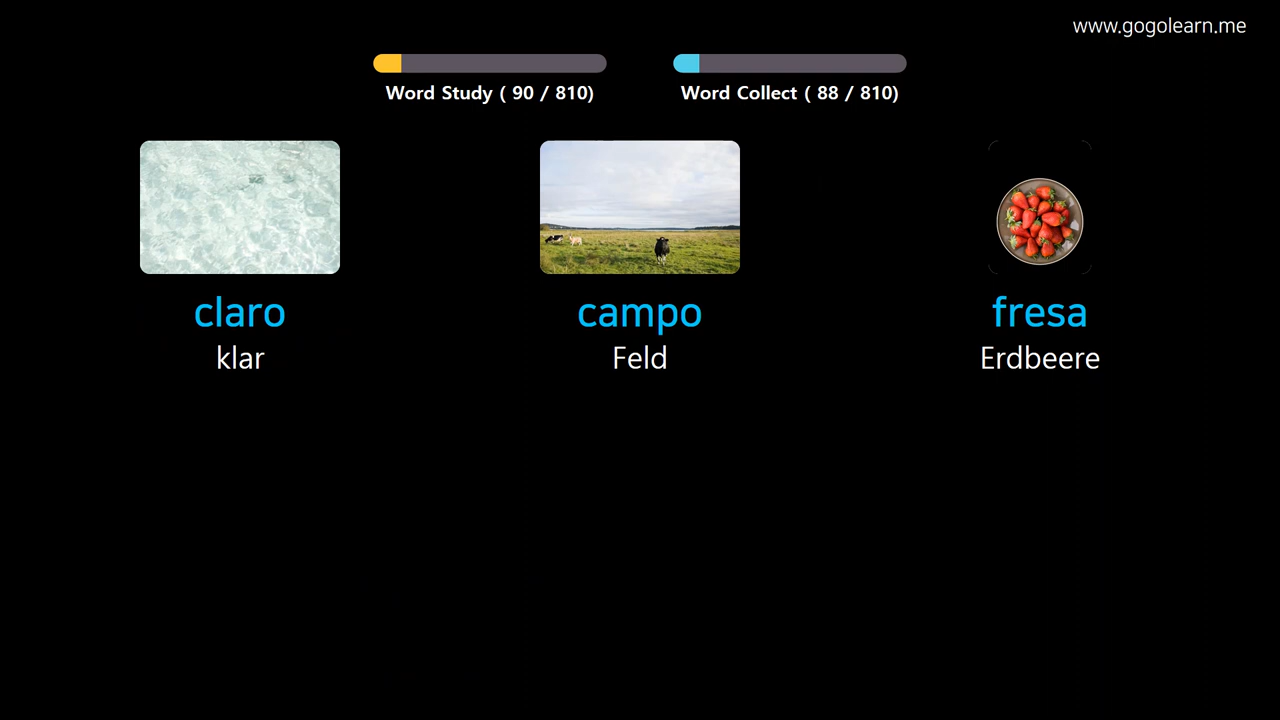 www.gogolearn.me
Word Study ( 90 / 810)
Word Collect ( 88 / 810)
claro
campo
fresa
klar
Feld
Erdbeere